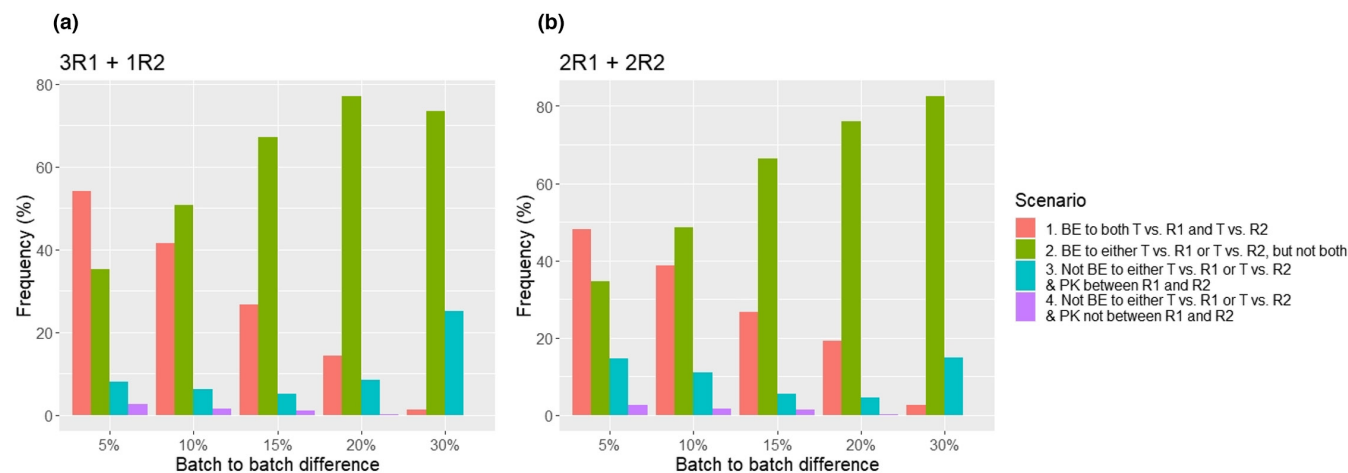 (a)
3R1 + 1R2
Frequency (%)
80
60
40
20
0
5%
10%
15%
20%
30%
Batch to batch difference
(b)
2R1 + 2R2
Frequency (%)
80
60
40
20
0
5%
10%
15%
20%
30%
Batch to batch difference
Scenario
1. BE to both T vs. R1 and T vs. R2
2. BE to either T vs. R1 or T vs. R2, but not both
3. Not BE to either T vs. R1 or T vs. R2
& PK between R1 and R2
4. Not BE to either T vs. R1 or T vs. R2
& PK not between R1 and R2